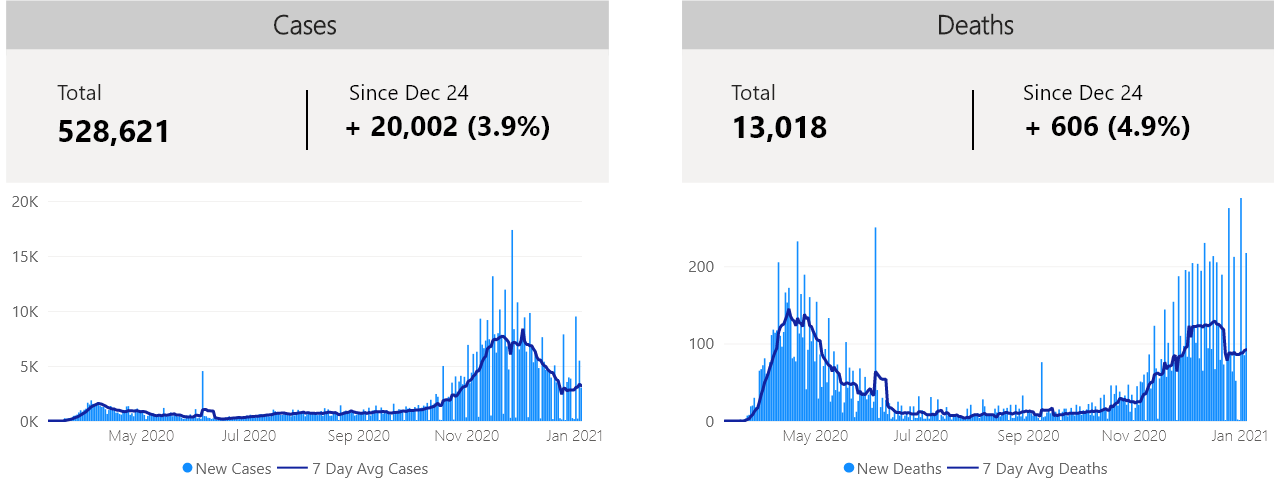 Cases
Total
528,621
Since Dec 24
+ 20,002 (3.9%)
20K
15K
10K
5K
0K
May 2020 Jul 2020 Sep 2020 Nov 2020 Jan 2021
New Cases 7 Day Avg Cases
Deaths
Total
13,018
Since Dec 24
+ 606 (4.9%)
200
100
0
May 2020 Jul 2020 Sep 2020 Nov 2020 Jan 2021
New Deaths 7 Day Avg Deaths